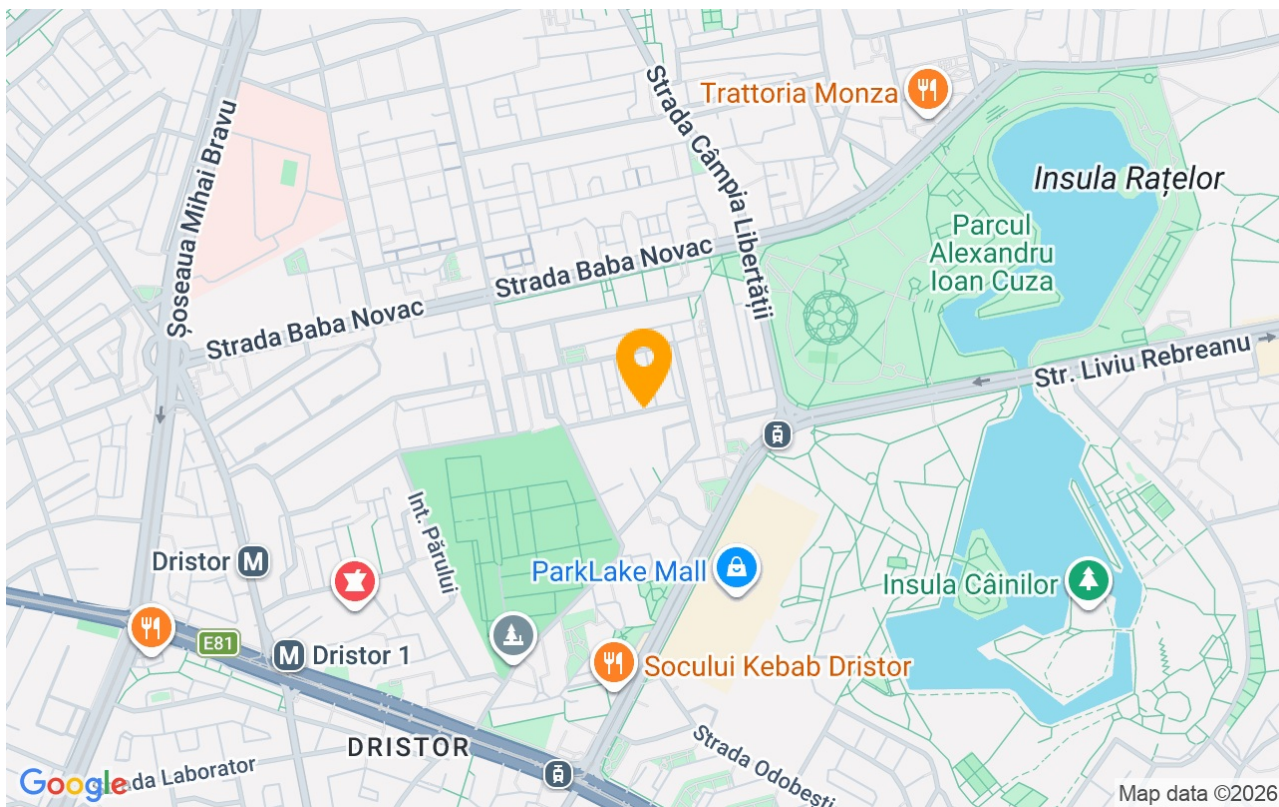 Trattoria Monza
Strada Câmpia Libertății
Șoseaua Mihai Bravu
Insula Rațelor
Parcul
Alexandru
Ioan Cuza
Strada Baba Novac
Strada Baba Novac
Str. Liviu Rebreanu
Int. Părului
Dristor M
ParkLake Mall
Insula Câinilor
E81
M Dristor 1
Socului Kebab Dristor
DRISTOR
Strada Odobești
Google
ada Laborator
Map data ©2026